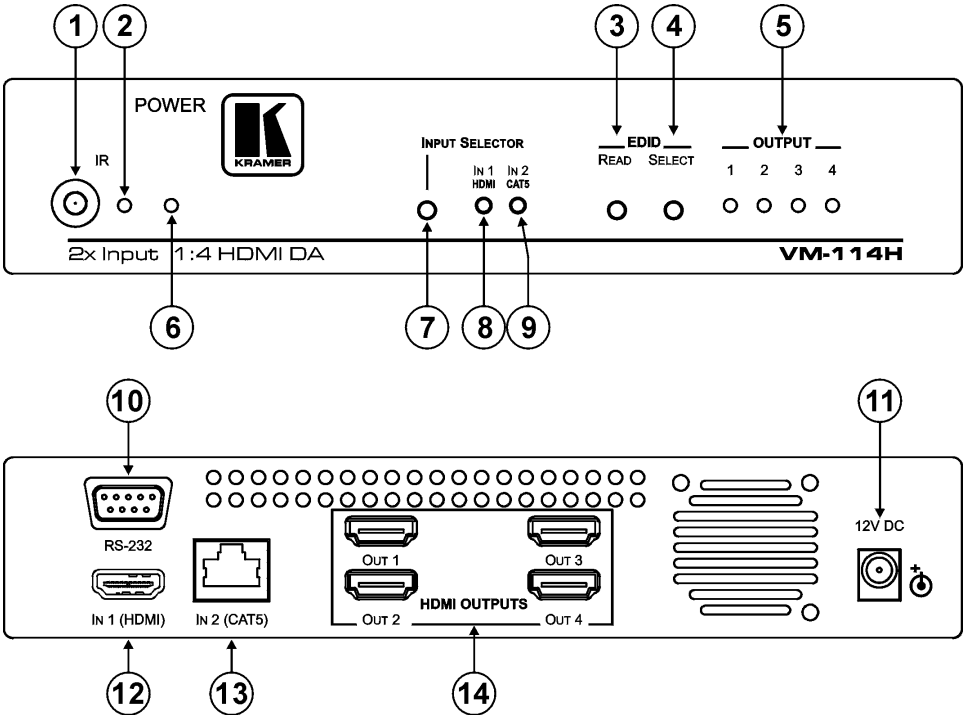 1 2 3 4 5
POWER
KRAMER
IR
INPUT SELECTOR
IN 1 IN 2
HDMI CAT5
EDID
READ SELECT
OUTPUT
1 2 3 4
2x Input 1:4 HDMI DA
VM-114H
6 7 8 9
10 11
RS-232
12V DC
+
OUT 1 OUT 3
HDMI OUTPUTS
IN 1 (HDMI) IN 2 (CAT5) OUT 2 OUT 4
12 13 14